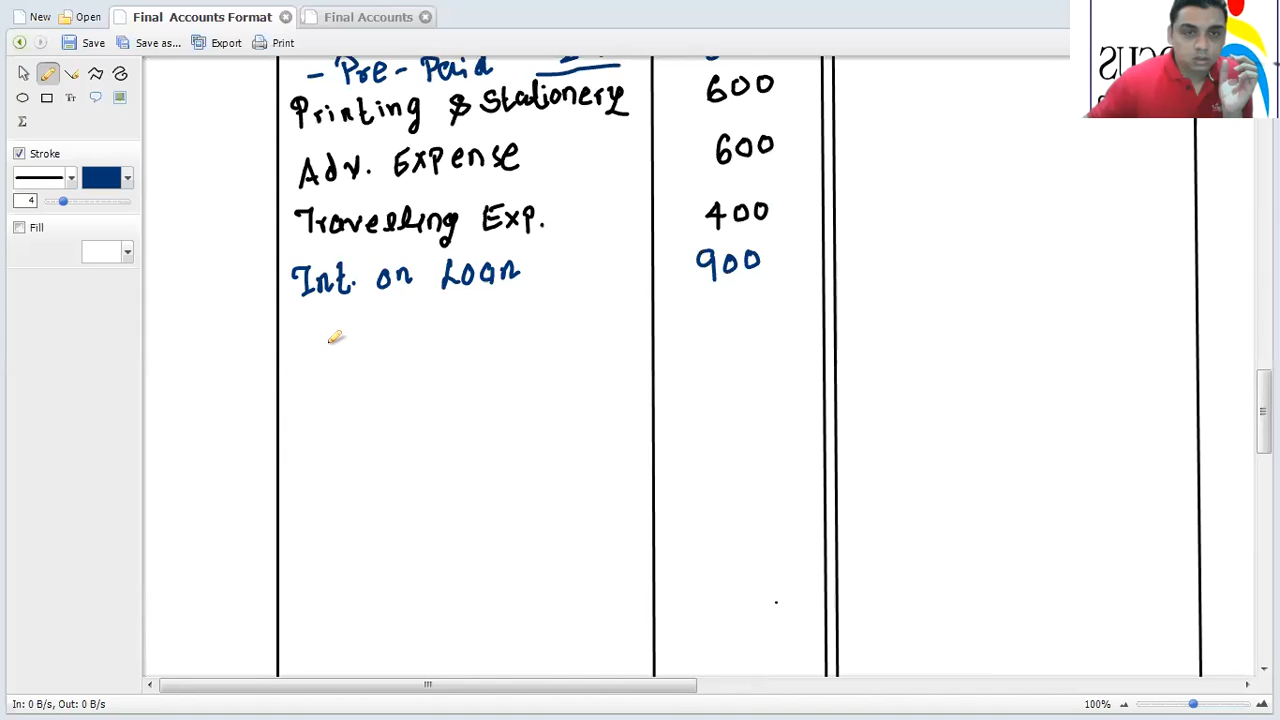 New Open Final Accounts Format Final Accounts
Save Save as... Export Print
- Pre-Paid
Printing & Stationery 600
Adv. Expense 600
Travelling Exp. 400
Int. on Loan 900
Tr
Σ
Stroke
4
Fill
In: 0 B/s, Out: 0 B/s 100%